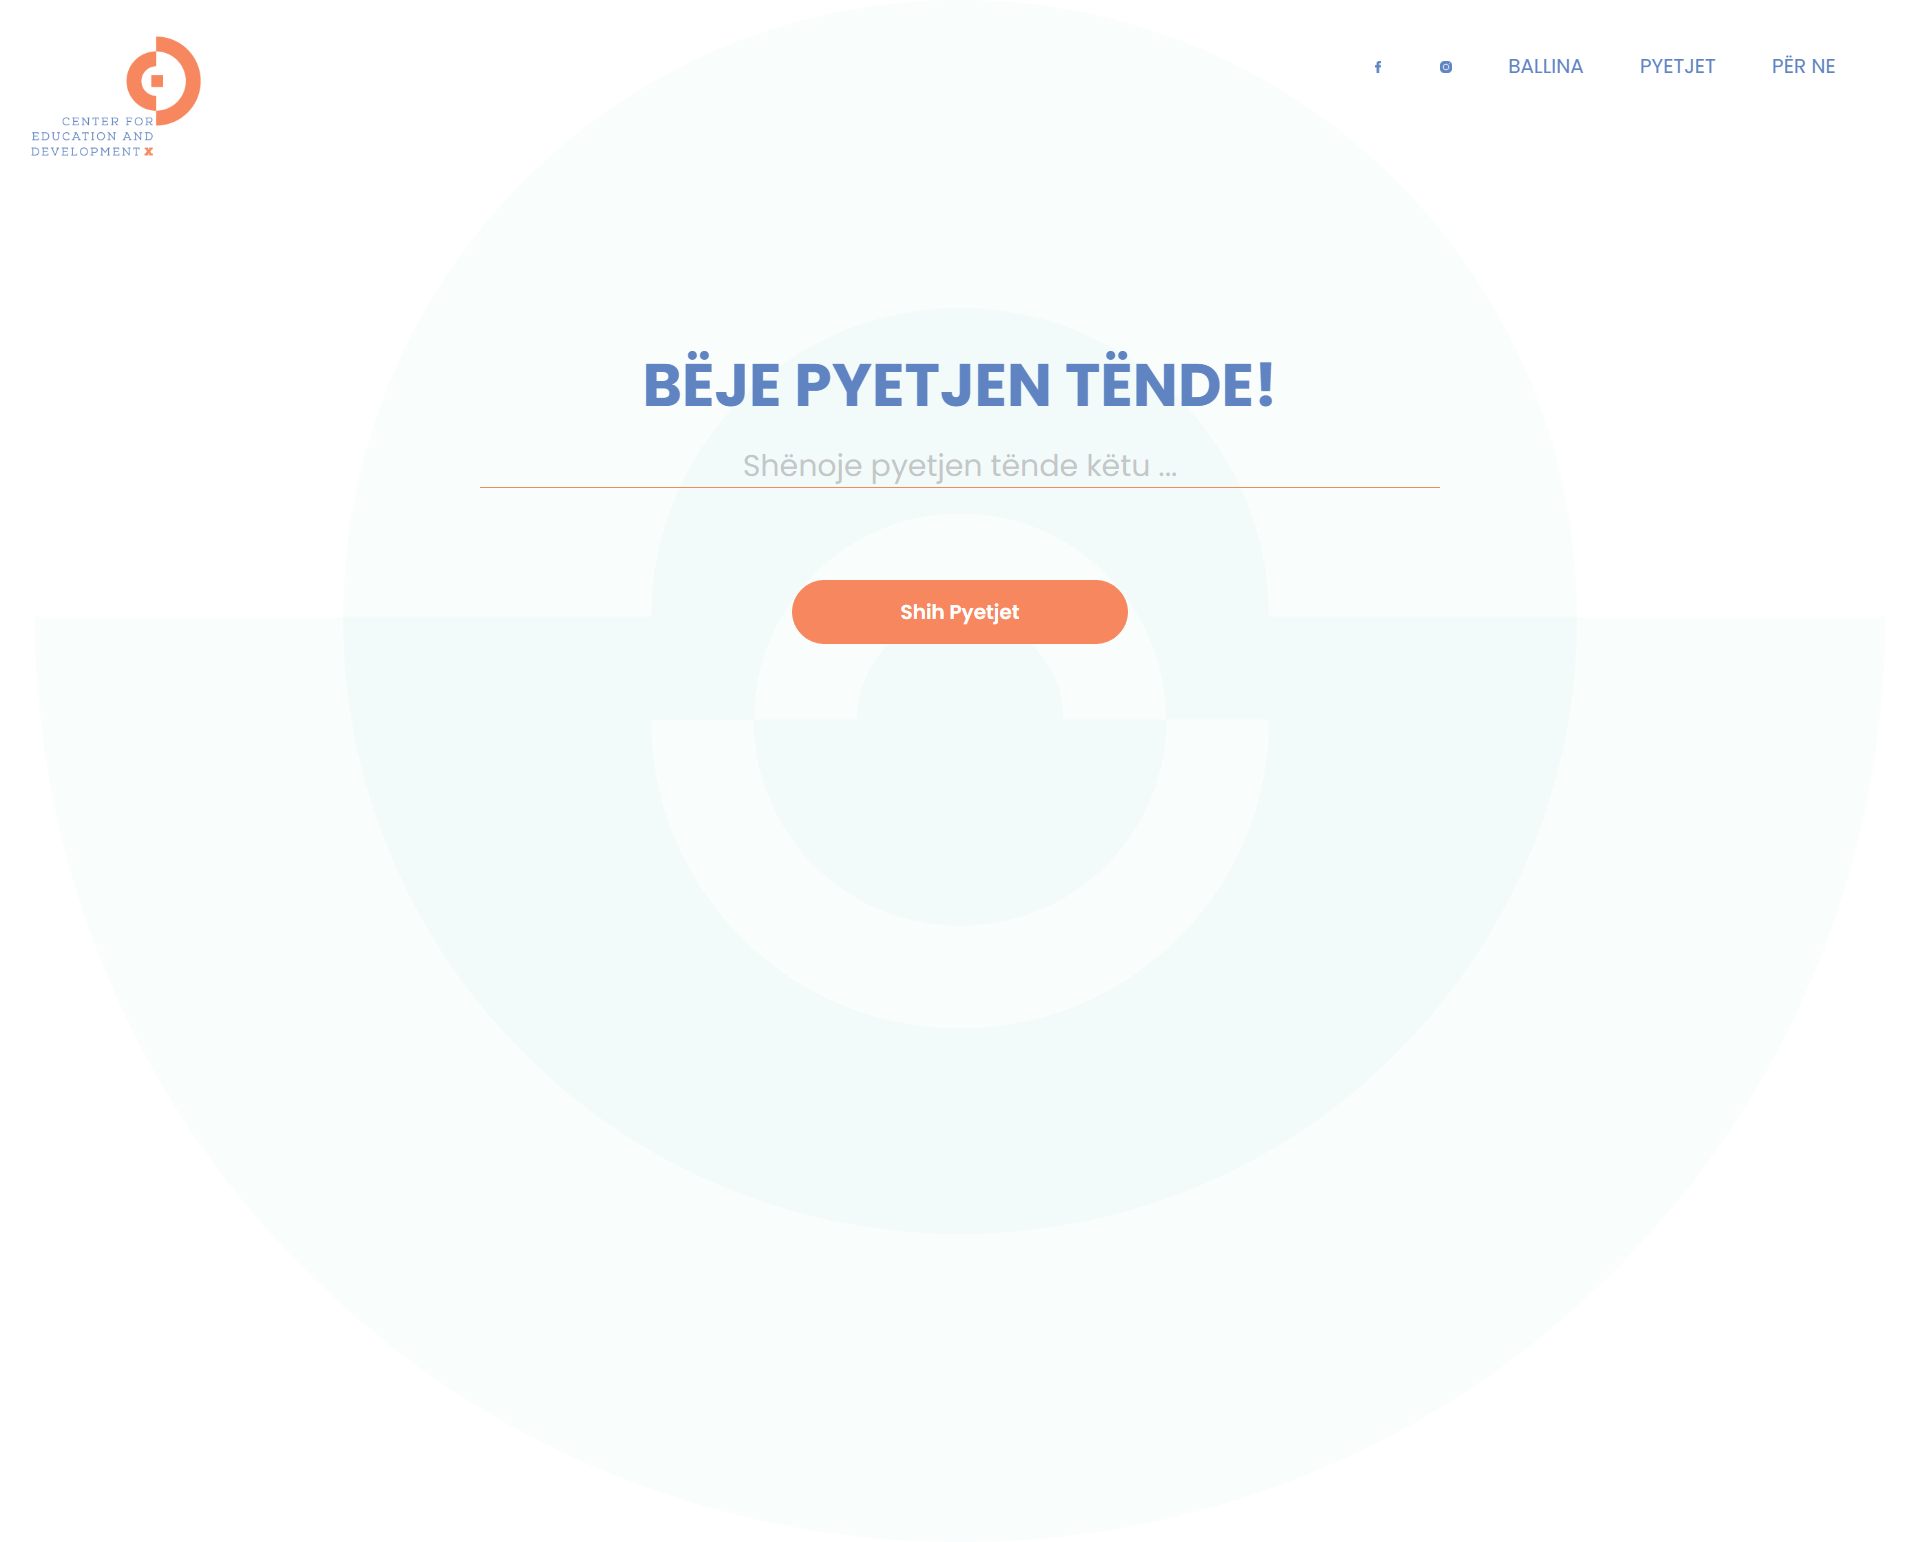 CENTER FOR
EDUCATION AND
DEVELOPMENT X
BALLINA
PYETJET
PËR NE
BËJE PYETJEN TËNDE!
Shënoje pyetjen tënde këtu ...
Shih Pyetjet